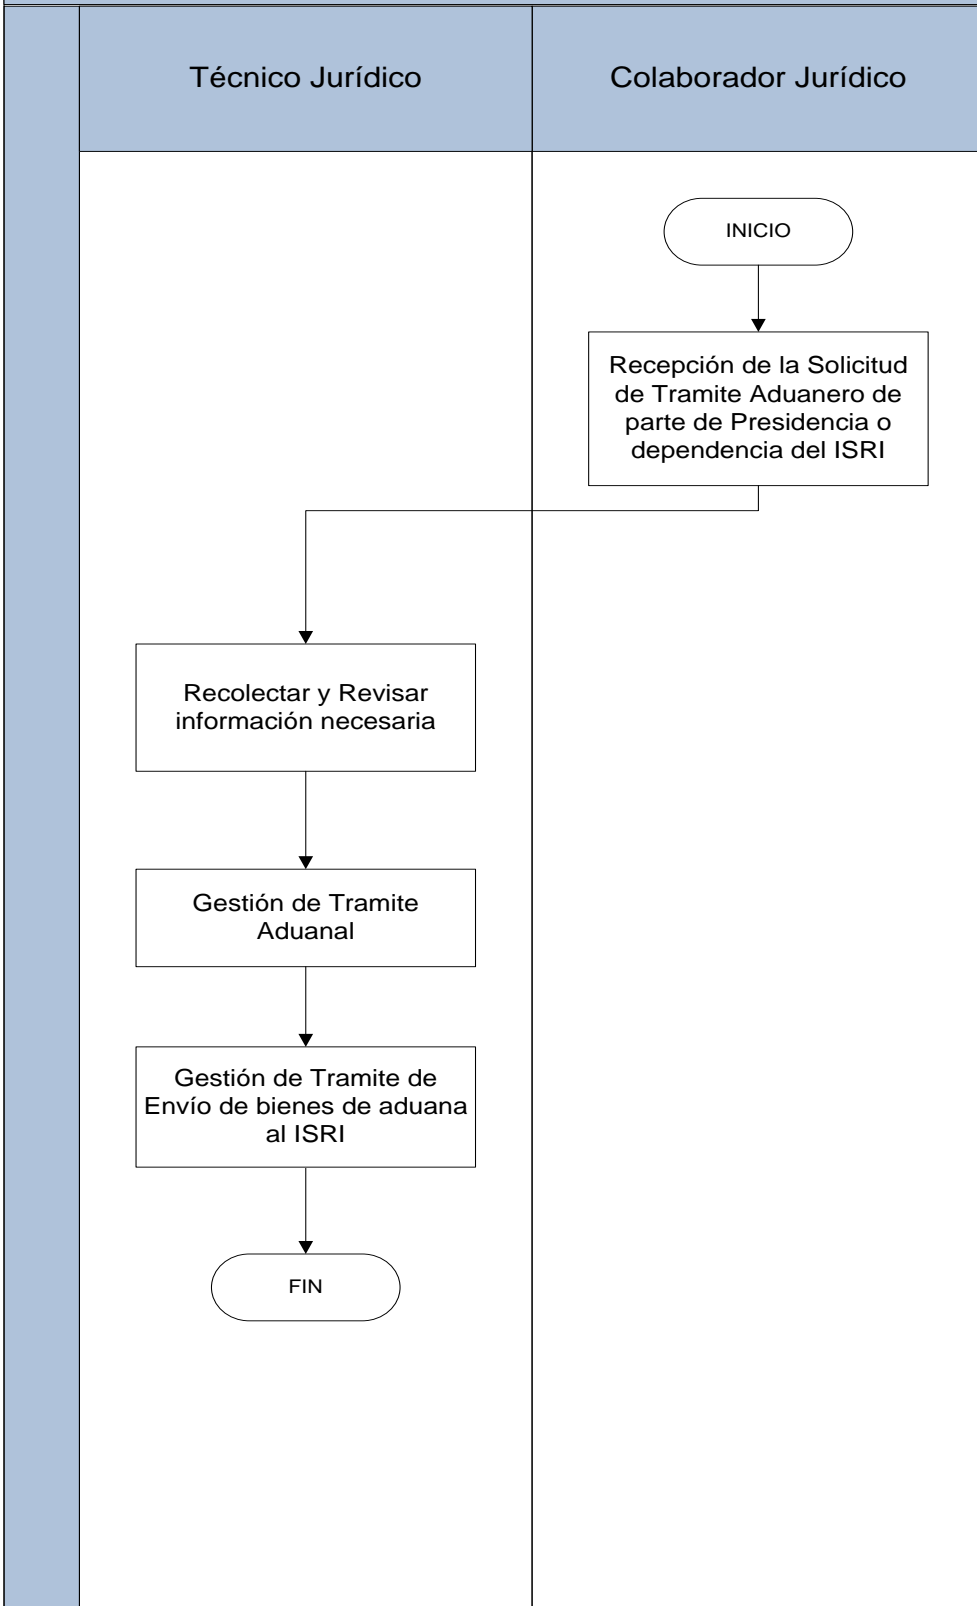 Técnico Jurídico
Colaborador Jurídico
INICIO
Recepción de la Solicitud
de Tramite Aduanero de
parte de Presidencia o
dependencia del ISRI
Recolectar y Revisar
información necesaria
Gestión de Tramite
Aduanal
Gestión de Tramite de
Envío de bienes de aduana
al ISRI
FIN